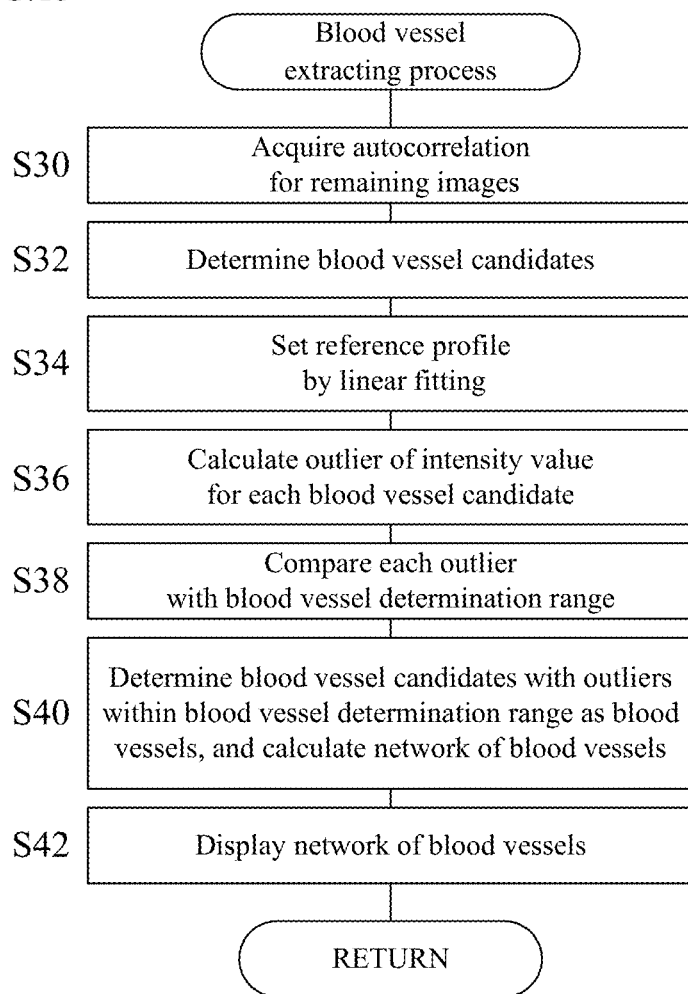 Blood vessel
extracting process
S30
Acquire autocorrelation
for remaining images
S32
Determine blood vessel candidates
S34
Set reference profile
by linear fitting
S36
Calculate outlier of intensity value
for each blood vessel candidate
S38
Compare each outlier
with blood vessel determination range
S40
Determine blood vessel candidates with outliers
within blood vessel determination range as blood
vessels, and calculate network of blood vessels
S42
Display network of blood vessels
RETURN